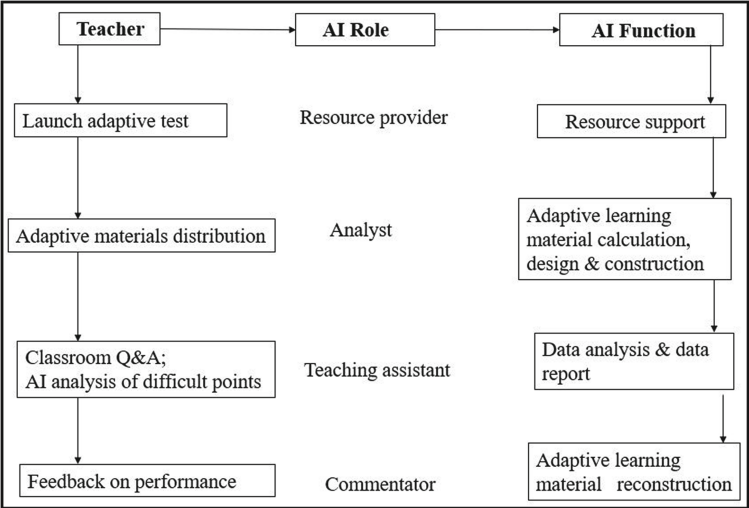 Teacher
AI Role
AI Function
Launch adaptive test
Resource provider
Resource support
Adaptive materials distribution
Analyst
Adaptive learning
material calculation,
design & construction
Classroom Q&A;
AI analysis of difficult points
Teaching assistant
Data analysis & data
report
Feedback on performance
Commentator
Adaptive learning
material reconstruction